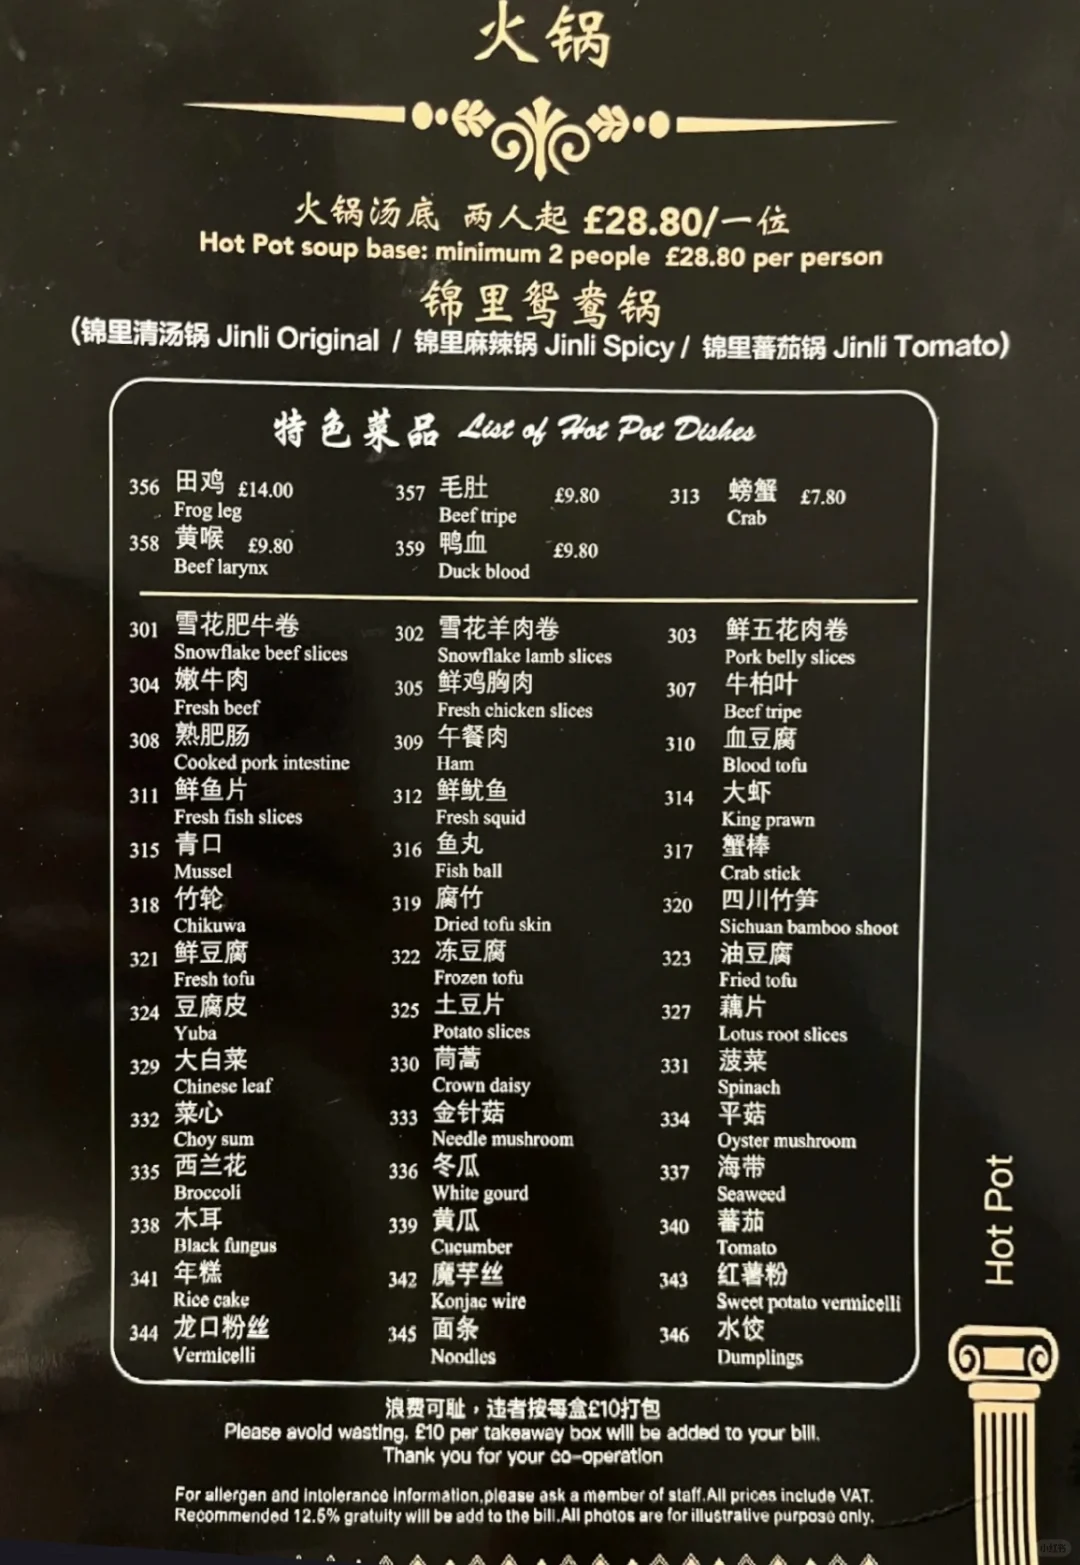 火锅
火锅汤底 两人起 £28.80/一位
Hot Pot soup base: minimum 2 people £28.80 per person
锦里鸳鸯锅
(锦里清汤锅 Jinli Original / 锦里麻辣锅 Jinli Spicy / 锦里蕃茄锅 Jinli Tomato)
特色菜品 List of Hot Pot Dishes
356 田鸡 £14.00 357 毛肚 £9.80 313 螃蟹 £7.80
Frog leg Beef tripe Crab
358 黄喉 £9.80 359 鸭血 £9.80
Beef larynx Duck blood
301 雪花肥牛卷 302 雪花羊肉卷 303 鲜五花肉卷
Snowflake beef slices Snowflake lamb slices Pork belly slices
304 嫩牛肉 305 鲜鸡胸肉 307 牛柏叶
Fresh beef Fresh chicken slices Beef tripe
308 熟肥肠 309 午餐肉 310 血豆腐
Cooked pork intestine Ham Blood tofu
311 鲜鱼片 312 鲜鱿鱼 314 大虾
Fresh fish slices Fresh squid King prawn
315 青口 316 鱼丸 317 蟹棒
Mussel Fish ball Crab stick
318 竹轮 319 腐竹 320 四川竹笋
Chikuwa Dried tofu skin Sichuan bamboo shoot
321 鲜豆腐 322 冻豆腐 323 油豆腐
Fresh tofu Frozen tofu Fried tofu
324 豆腐皮 325 土豆片 327 藕片
Yuba Potato slices Lotus root slices
329 大白菜 330 茼蒿 331 菠菜
Chinese leaf Crown daisy Spinach
332 菜心 333 金针菇 334 平菇
Choy sum Needle mushroom Oyster mushroom
335 西兰花 336 冬瓜 337 海带
Broccoli White gourd Seaweed
338 木耳 339 黄瓜 340 蕃茄
Black fungus Cucumber Tomato
341 年糕 342 魔芋丝 343 红薯粉
Rice cake Konjac wire Sweet potato vermicelli
344 龙口粉丝 345 面条 346 水饺
Vermicelli Noodles Dumplings
Hot Pot
浪费可耻，违者按每盒£10打包
Please avoid wasting, £10 per takeaway box will be added to your bill.
Thank you for your co-operation
For allergen and intolerance information,please ask a member of staff.All prices include VAT.
Recommended 12.5% gratuity will be add to the bill.All photos are for illustrative purpose only.
小红书